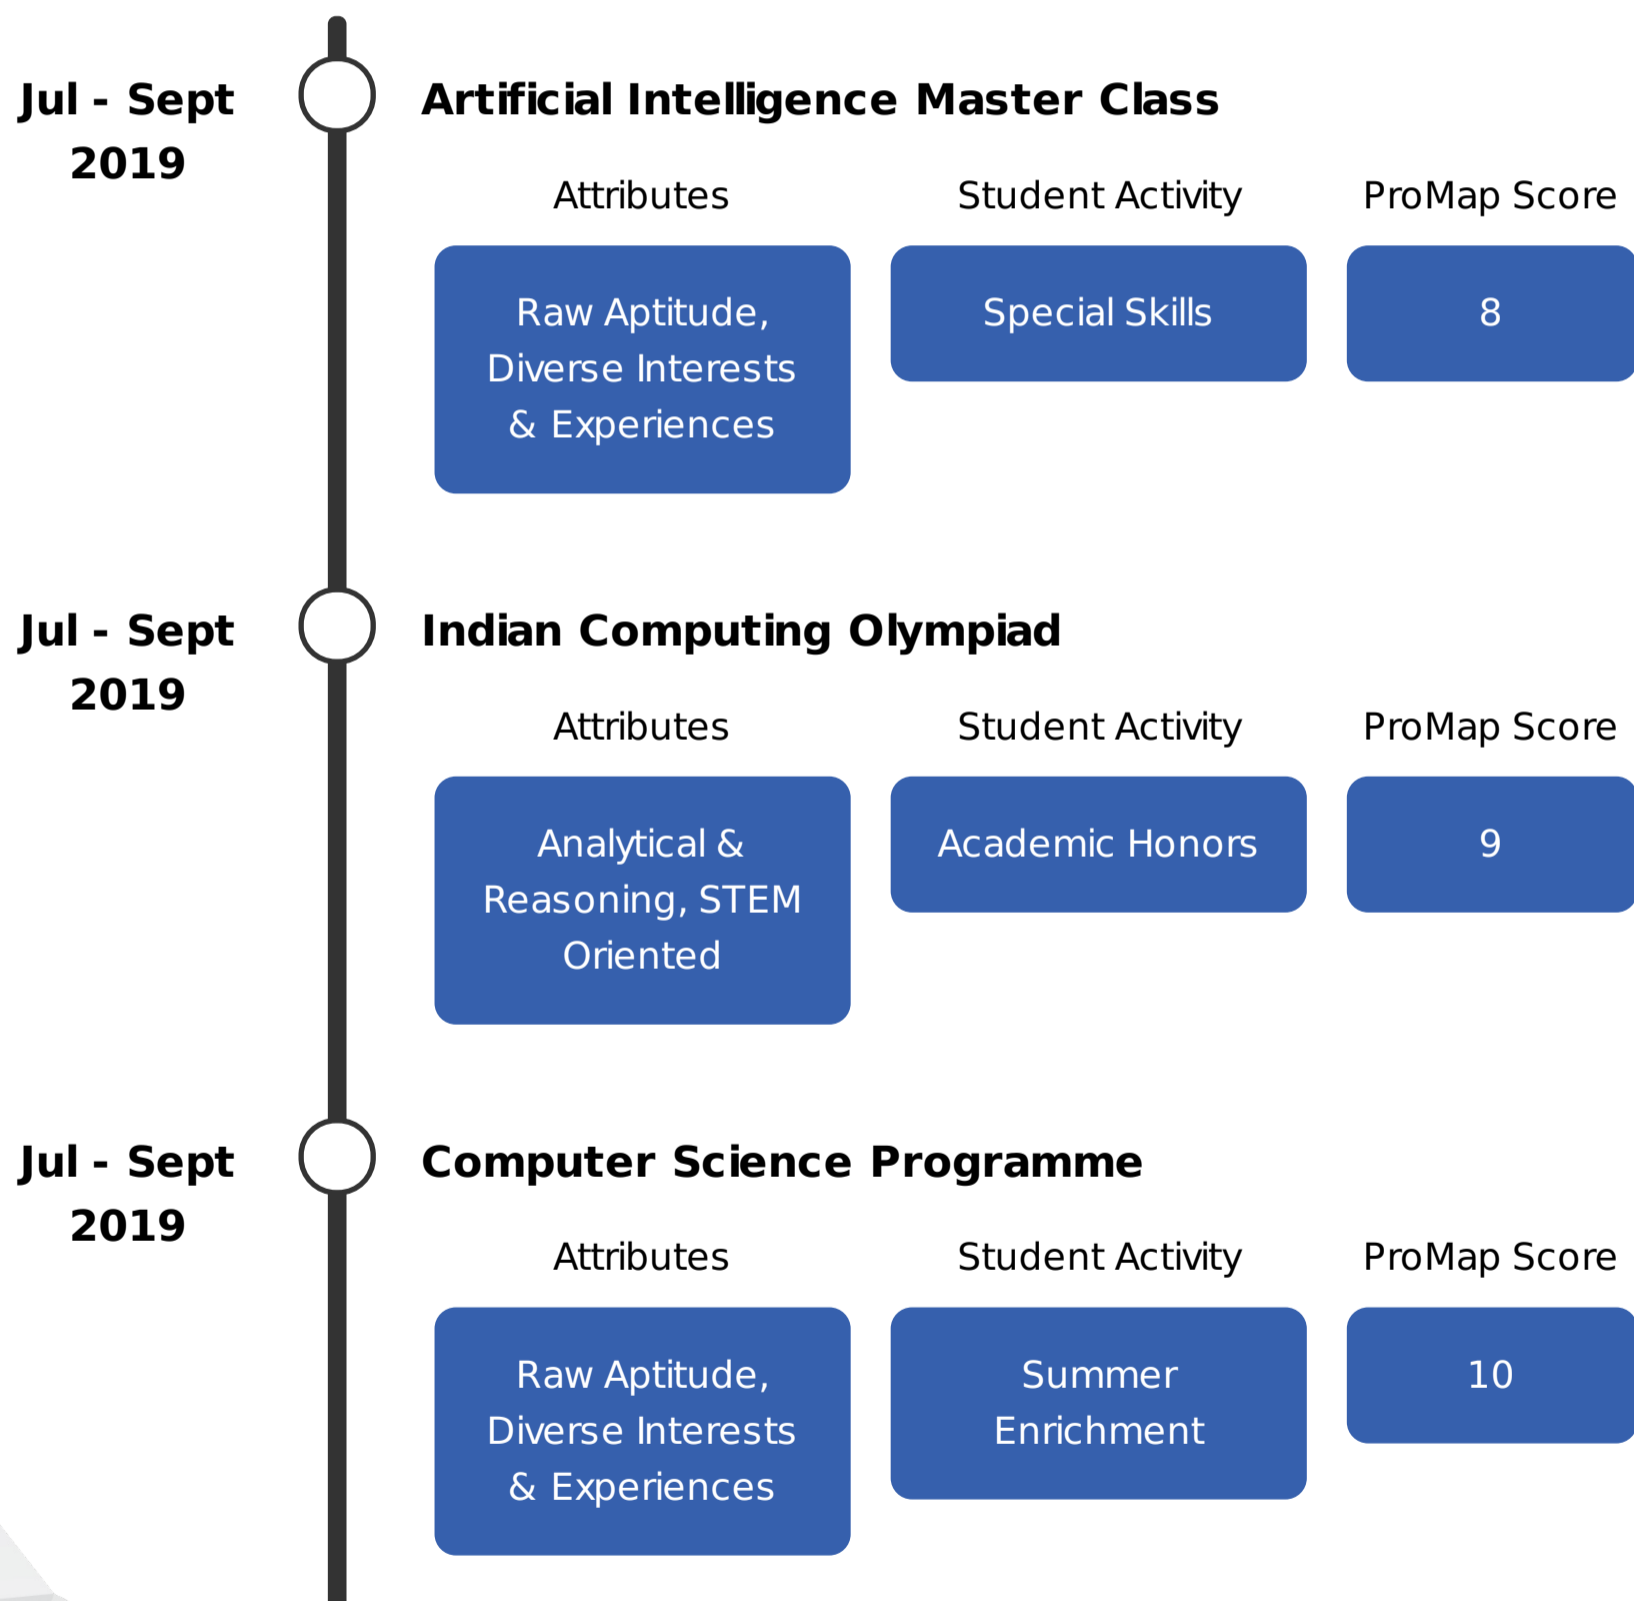 Jul - Sept
2019
Artificial Intelligence Master Class
Attributes
Student Activity
ProMap Score
Raw Aptitude,
Diverse Interests
& Experiences
Special Skills
8
Jul - Sept
2019
Indian Computing Olympiad
Attributes
Student Activity
ProMap Score
Analytical &
Reasoning, STEM
Oriented
Academic Honors
9
Jul - Sept
2019
Computer Science Programme
Attributes
Student Activity
ProMap Score
Raw Aptitude,
Diverse Interests
& Experiences
Summer
Enrichment
10